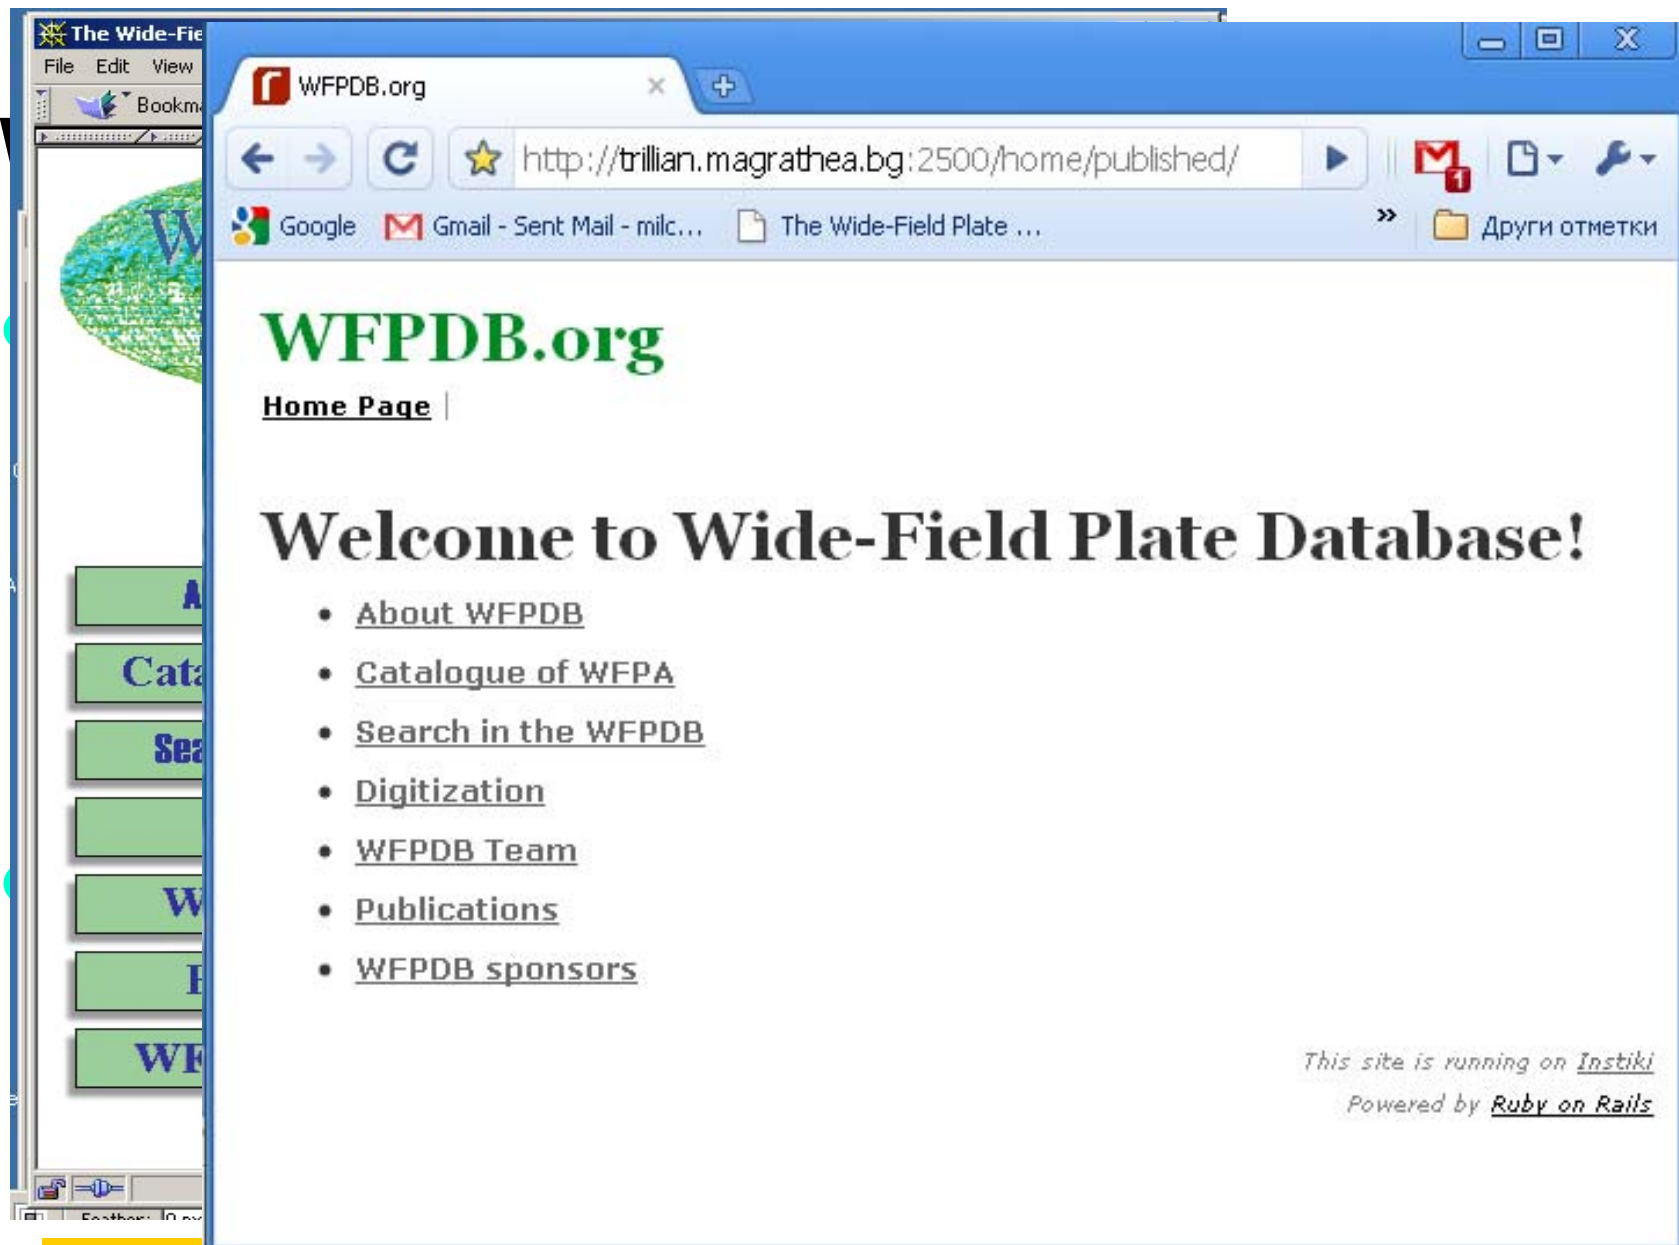 The Wide-Fie
File Edit View
Bookm
WFPDB.org
http://trillian.magrathea.bg:2500/home/published/
1
Google Gmail - Sent Mail - milc... The Wide-Field Plate ... » Други отметки
W
WFPDB.org
Home Page |
Welcome to Wide-Field Plate Database!
• About WFPDB
• Catalogue of WFPA
• Search in the WFPDB
• Digitization
• WFPDB Team
• Publications
• WFPDB sponsors
A
Cata
Sea
W
WF
This site is running on Instiki
Powered by Ruby on Rails